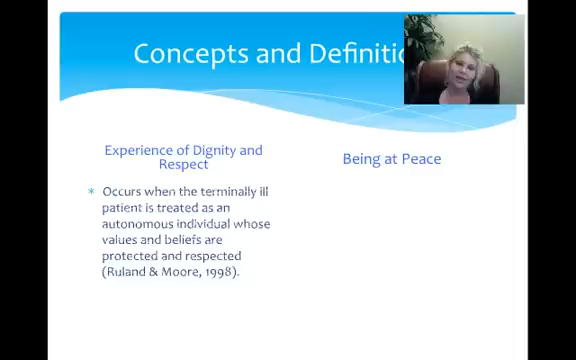 Concepts and Definitio
Experience of Dignity and
Respect
* Occurs when the terminally ill
patient is treated as an
autonomous individual whose
values and beliefs are
protected and respected
(Ruland & Moore, 1998).
Being at Peace